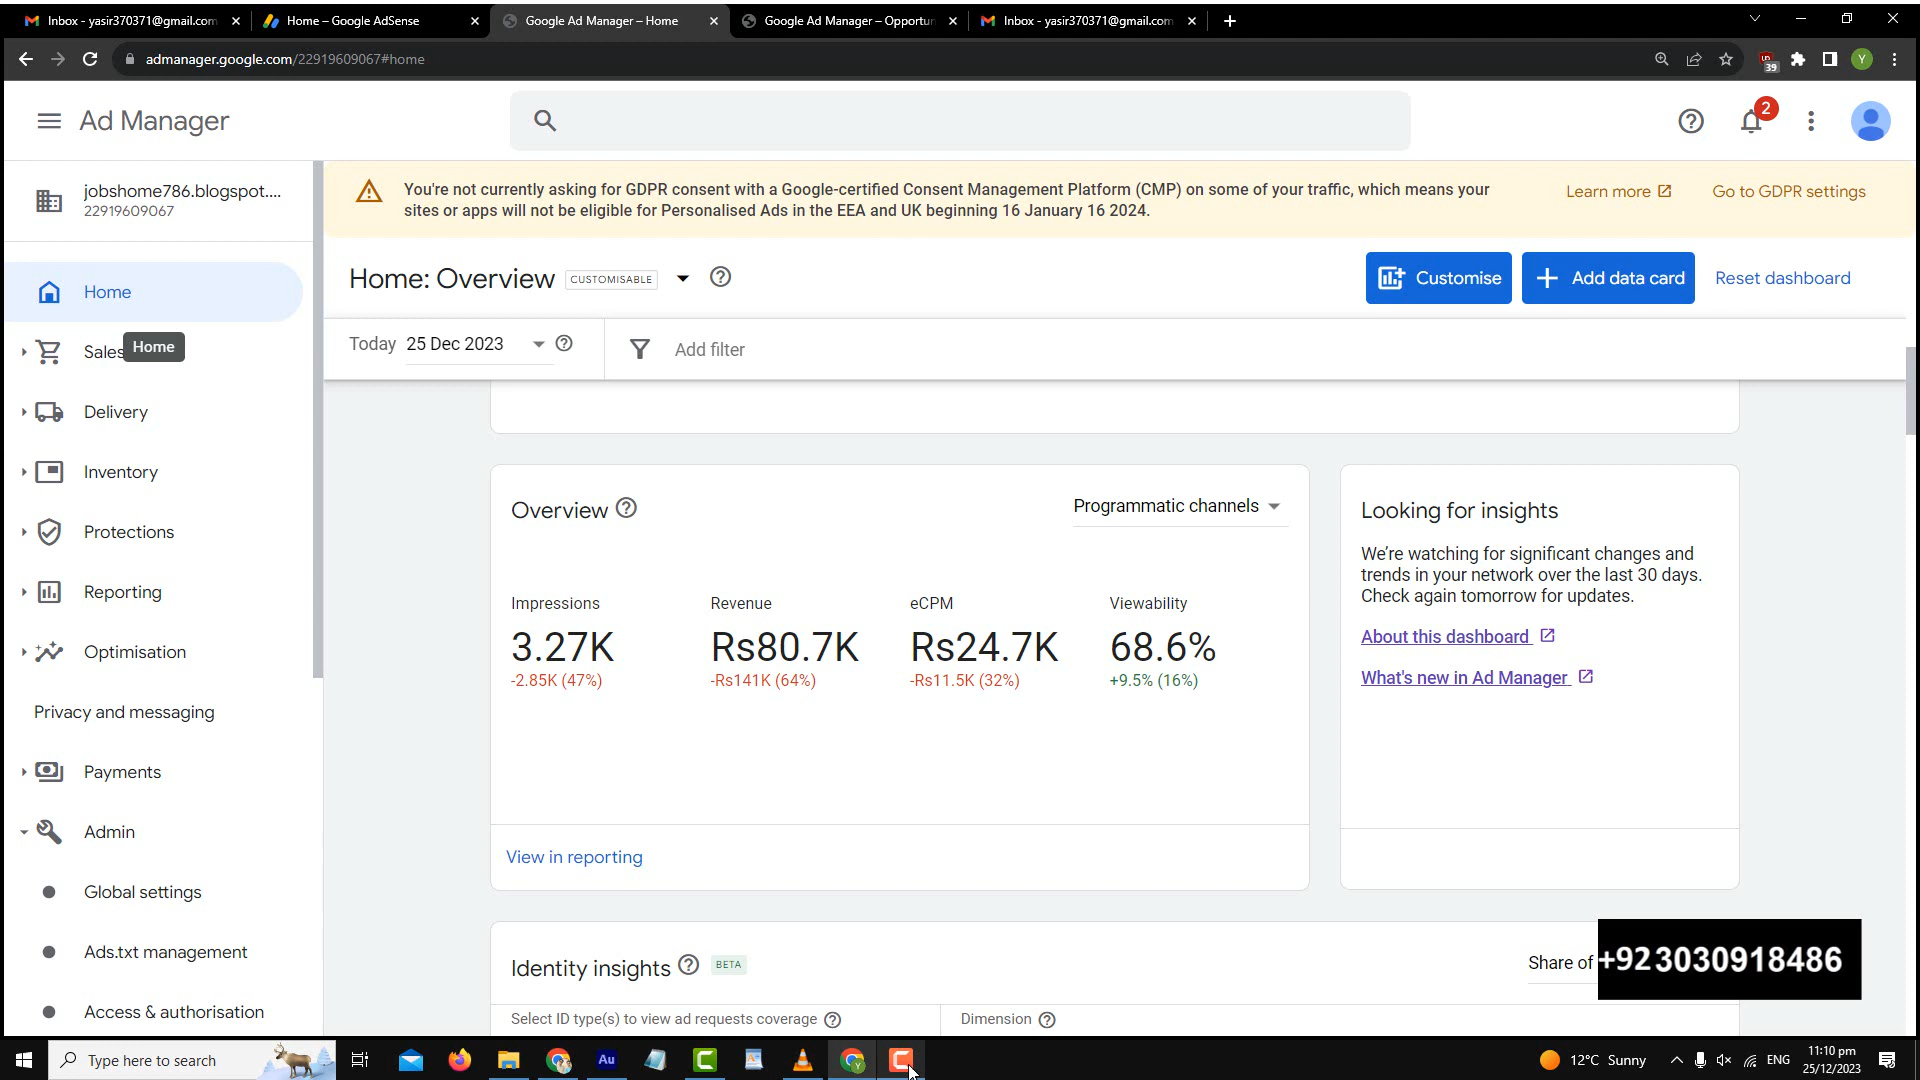 Inbox - yasir370371@gmail.com
Home – Google AdSense
Google Ad Manager – Home
Google Ad Manager – Opportun
Inbox - yasir370371@gmail.com
admanager.google.com/22919609067#home
39
Y
Ad Manager
2
jobshome786.blogspot....
22919609067
You're not currently asking for GDPR consent with a Google-certified Consent Management Platform (CMP) on some of your traffic, which means your
sites or apps will not be eligible for Personalised Ads in the EEA and UK beginning 16 January 16 2024.
Learn more
Go to GDPR settings
Home: Overview
CUSTOMISABLE
Customise
Add data card
Reset dashboard
Today 25 Dec 2023
Add filter
Home
Sales
Home
Delivery
Inventory
Protections
Reporting
Optimisation
Privacy and messaging
Payments
Admin
Global settings
Ads.txt management
Access & authorisation
Overview
Programmatic channels
Impressions
3.27K
-2.85K (47%)
Revenue
Rs80.7K
-Rs141K (64%)
eCPM
Rs24.7K
-Rs11.5K (32%)
Viewability
68.6%
+9.5% (16%)
View in reporting
Looking for insights
We're watching for significant changes and
trends in your network over the last 30 days.
Check again tomorrow for updates.
About this dashboard
What's new in Ad Manager
Identity insights
BETA
Share of
+923030918486
Select ID type(s) to view ad requests coverage
Dimension
Type here to search
Au
Y
12°C Sunny
ENG
11:10 pm
25/12/2023